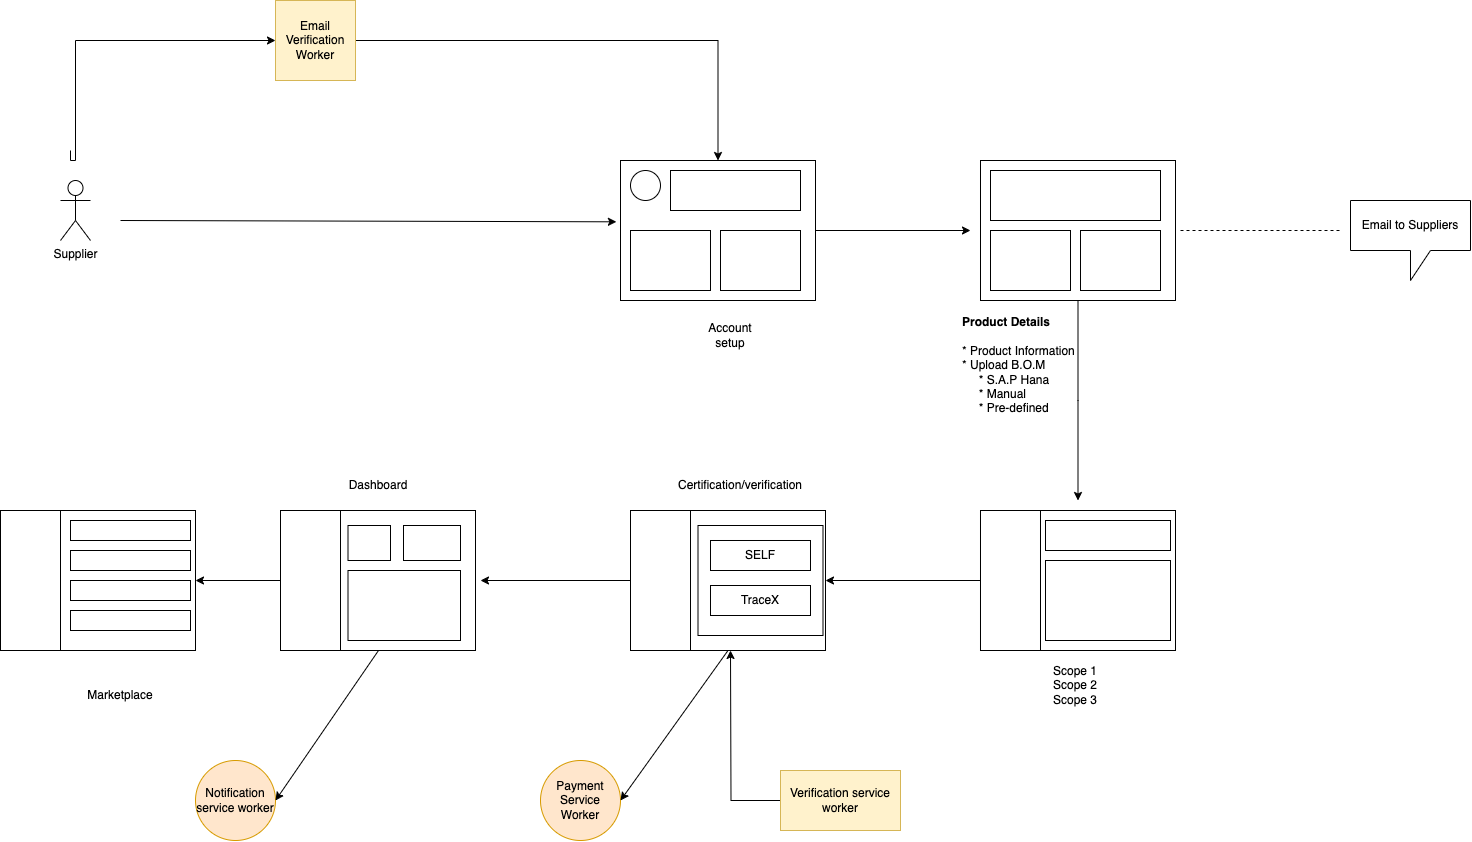 Email
Verification
Worker
Supplier
Email to Suppliers
Account
setup
Product Details
* Product Information
* Upload B.O.M
* S.A.P Hana
* Manual
* Pre-defined
Dashboard
Certification/verification
SELF
TraceX
Marketplace
Scope 1
Scope 2
Scope 3
Notification
service worker
Payment
Service
Worker
Verification service
worker